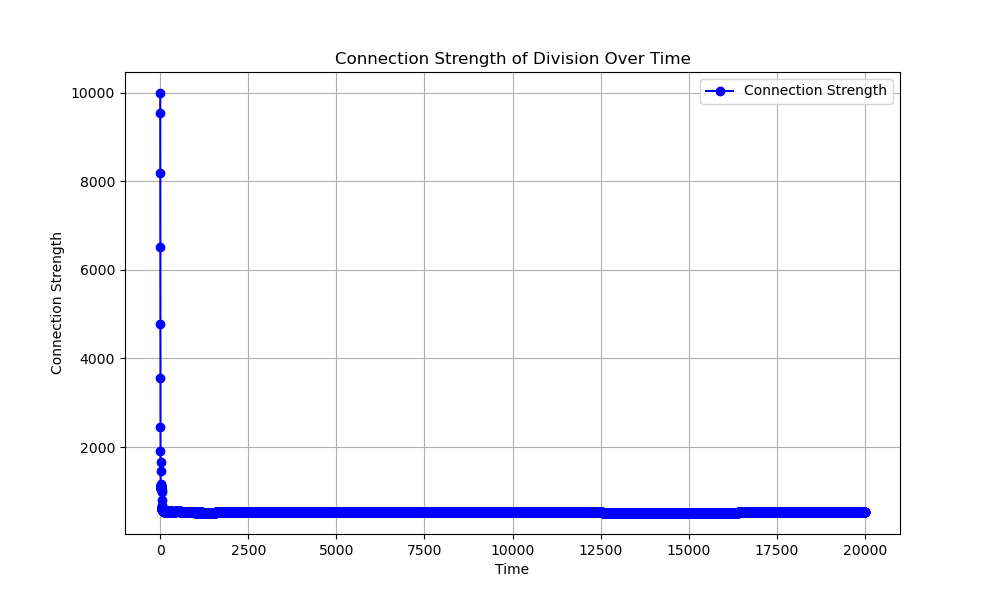 Connection Strength of Division Over Time
Connection Strength
10000
8000
6000
4000
2000
Connection Strength
0 2500 5000 7500 10000 12500 15000 17500 20000
Time